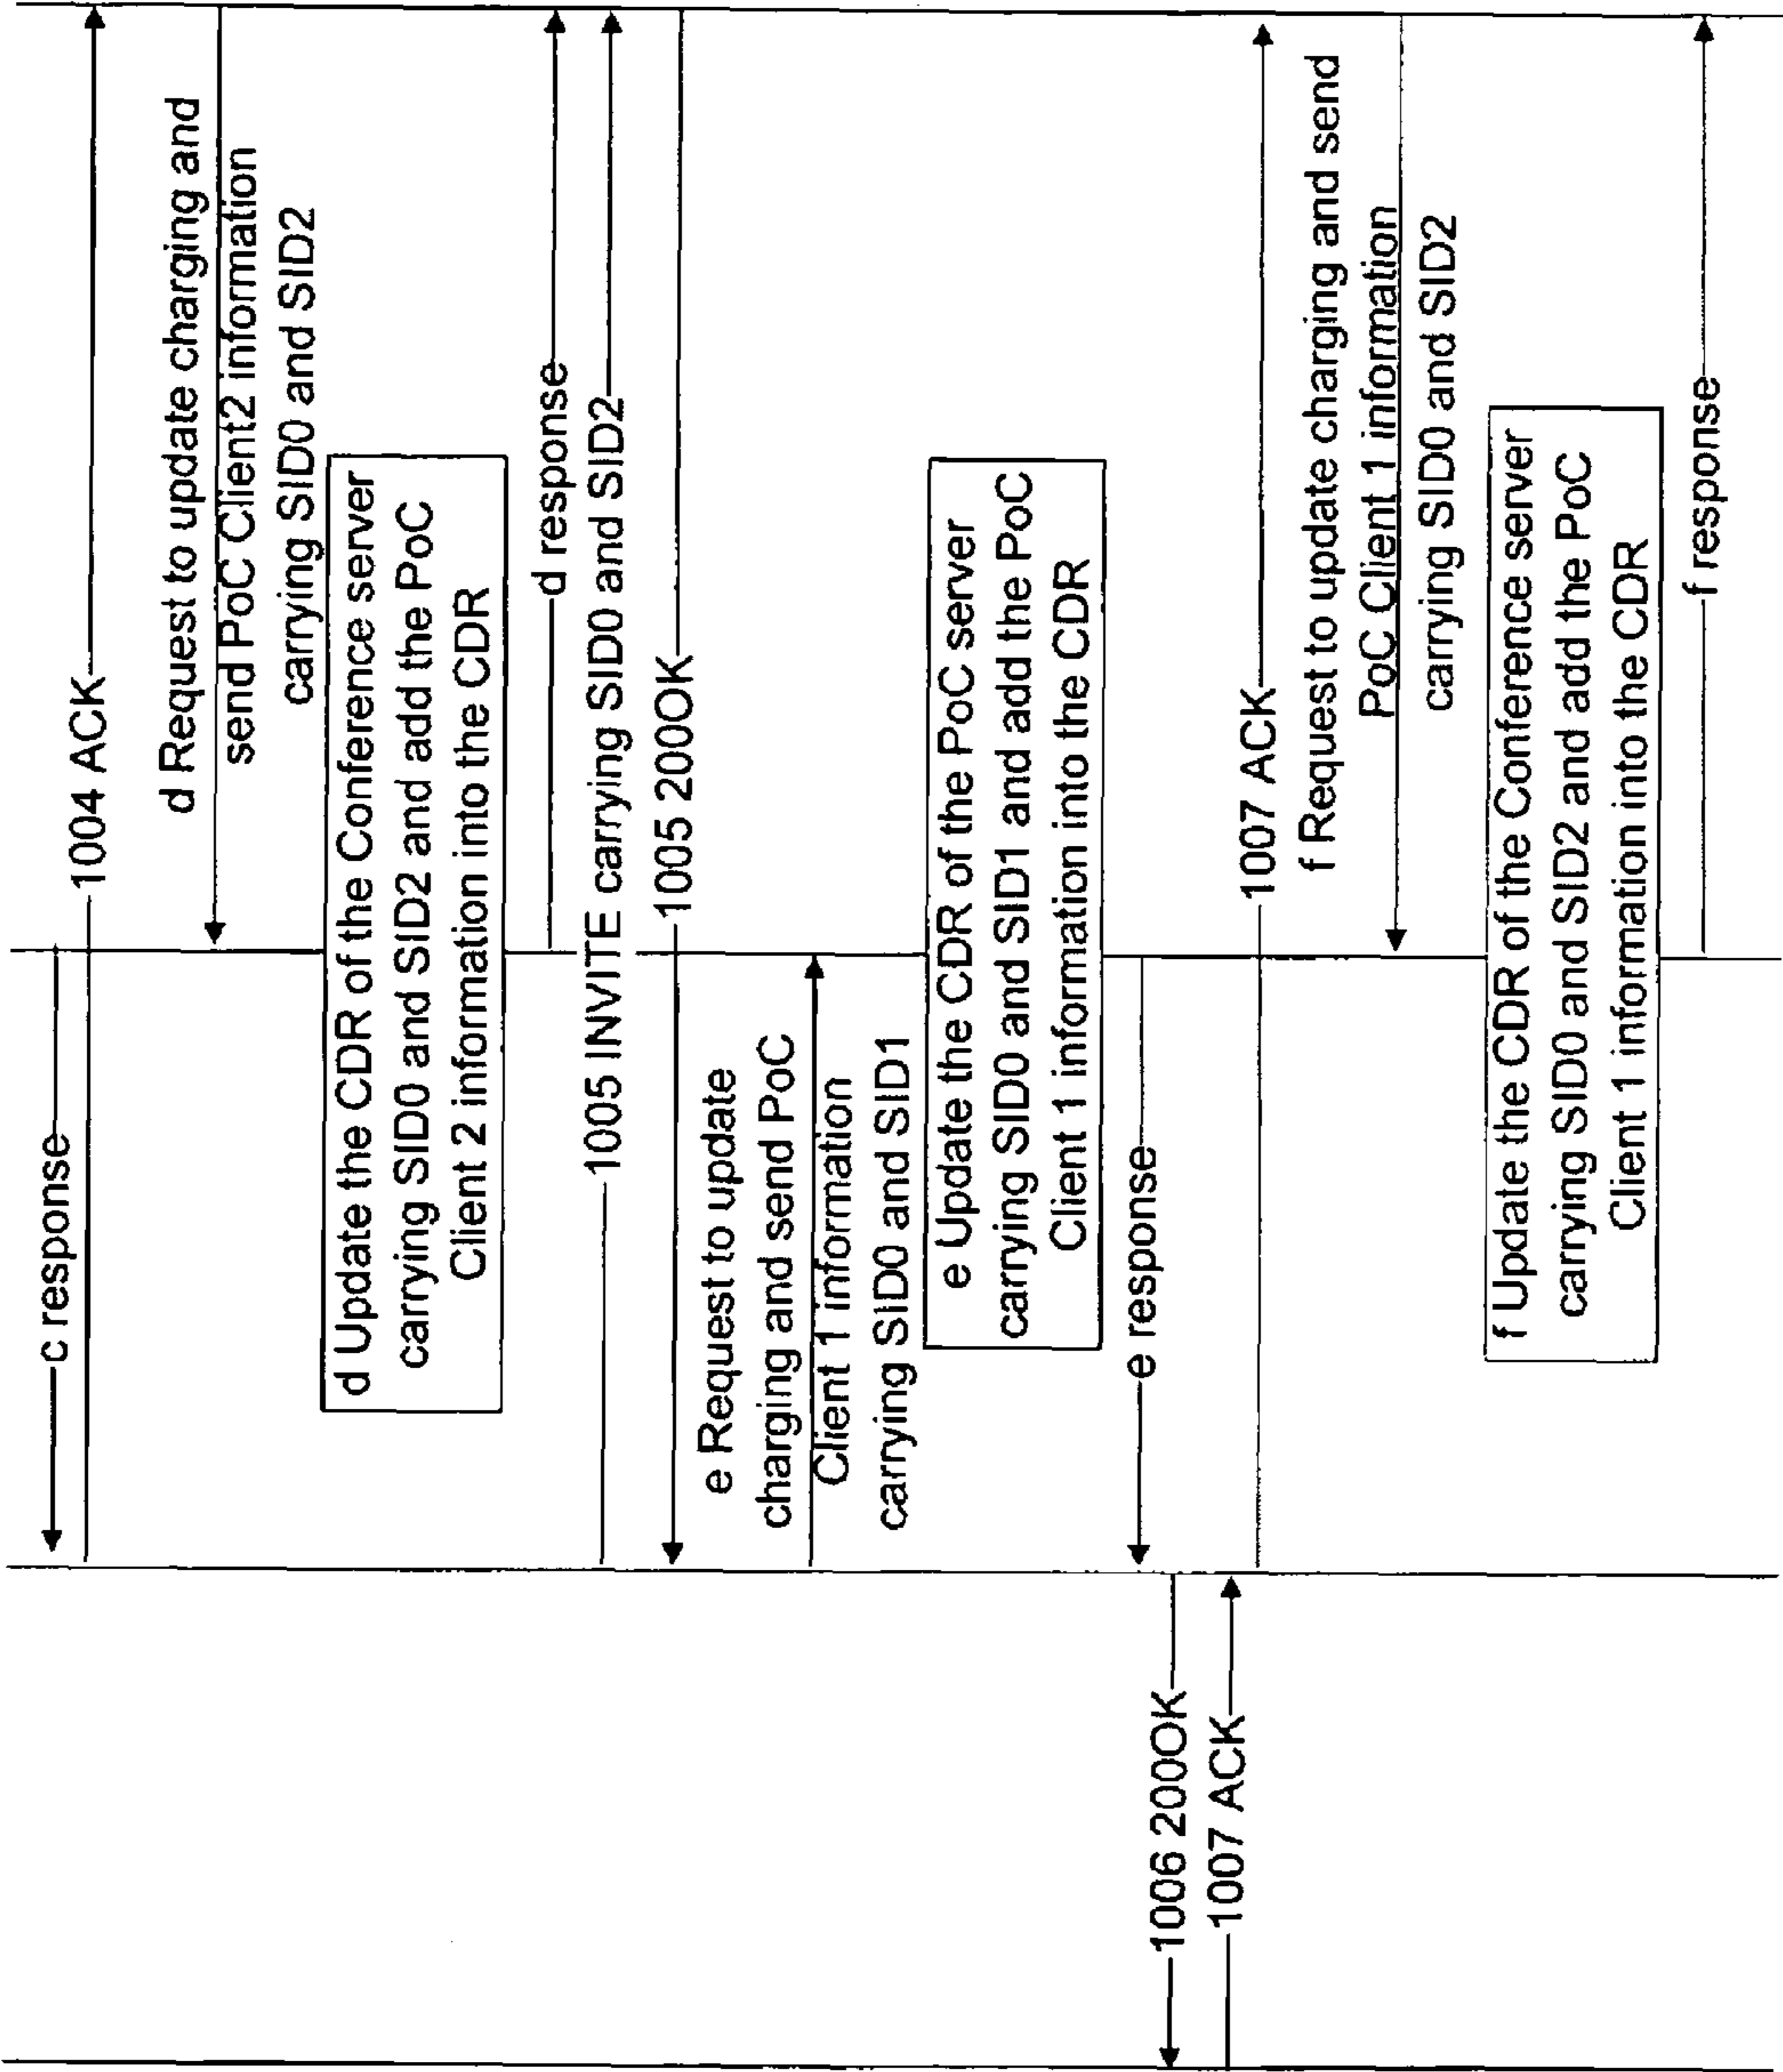 c response
1004 ACK
d Request to update charging and
send PoC Client2 information
carrying SID0 and SID2
d Update the CDR of the Conference server
carrying SID0 and SID2 and add the PoC
Client 2 information into the CDR
d response
1005 INVITE carrying SID0 and SID2
1005 200OK
e Request to update
charging and send PoC
Client 1 information
carrying SID0 and SID1
e Update the CDR of the PoC server
carrying SID0 and SID1 and add the PoC
Client 1 information into the CDR
e response
1006 200OK
1007 ACK
1007 ACK
f Request to update charging and send
PoC Client 1 information
carrying SID0 and SID2
f Update the CDR of the Conference server
carrying SID0 and SID2 and add the PoC
Client 1 information into the CDR
f response